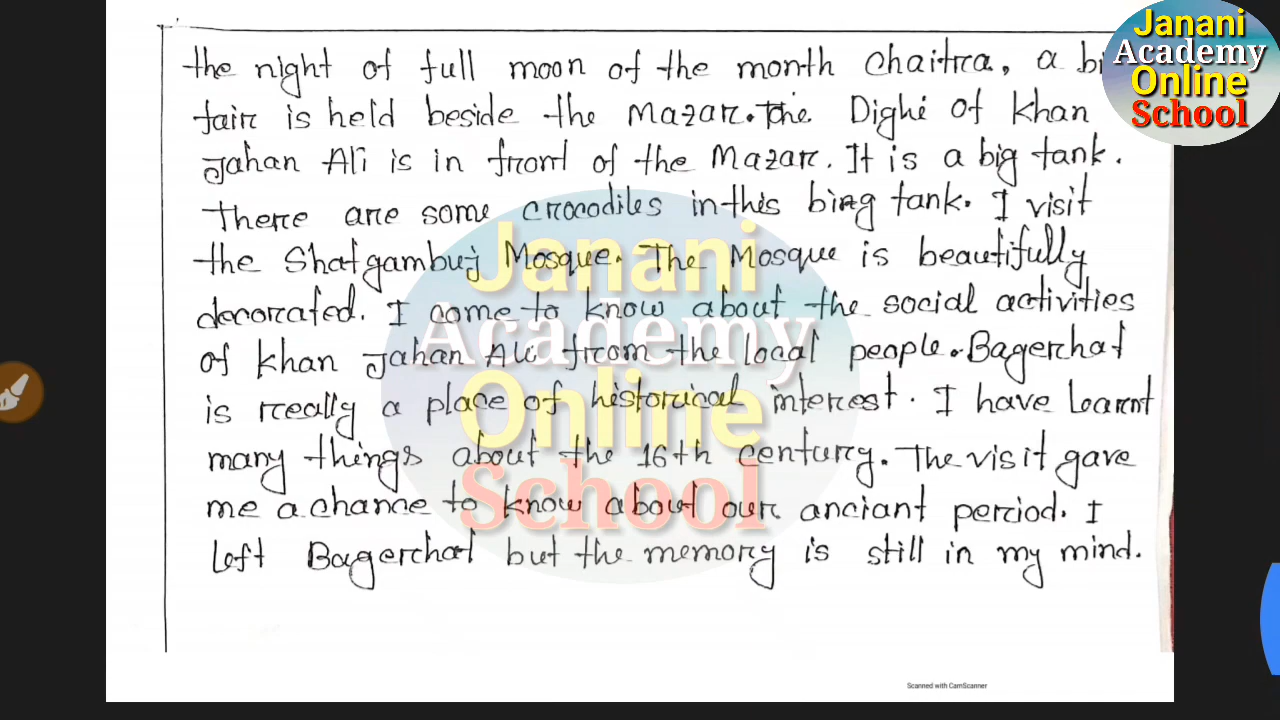 Janani
Academy
Online
School
the night of full moon of the month Chaitra, a bi
fair is held beside the Mazar. The Dighi of Khan
Jahan Ali is in front of the Mazar. It is a big tank.
There are some crocodiles in this bing tank. I visit
the Shatgambuj Mosque. The Mosque is beautifully
decorated. I come to know about the social activities
of Khan Jahan Ali from the local people. Bagerhat
is really a place of historical interest. I have learnt
many things about the 16th century. The visit gave
me a chance to know about our anciant period. I
left Bagerhat but the memory is still in my mind.
Janani
Academy
Online
School
Scanned with CamScanner